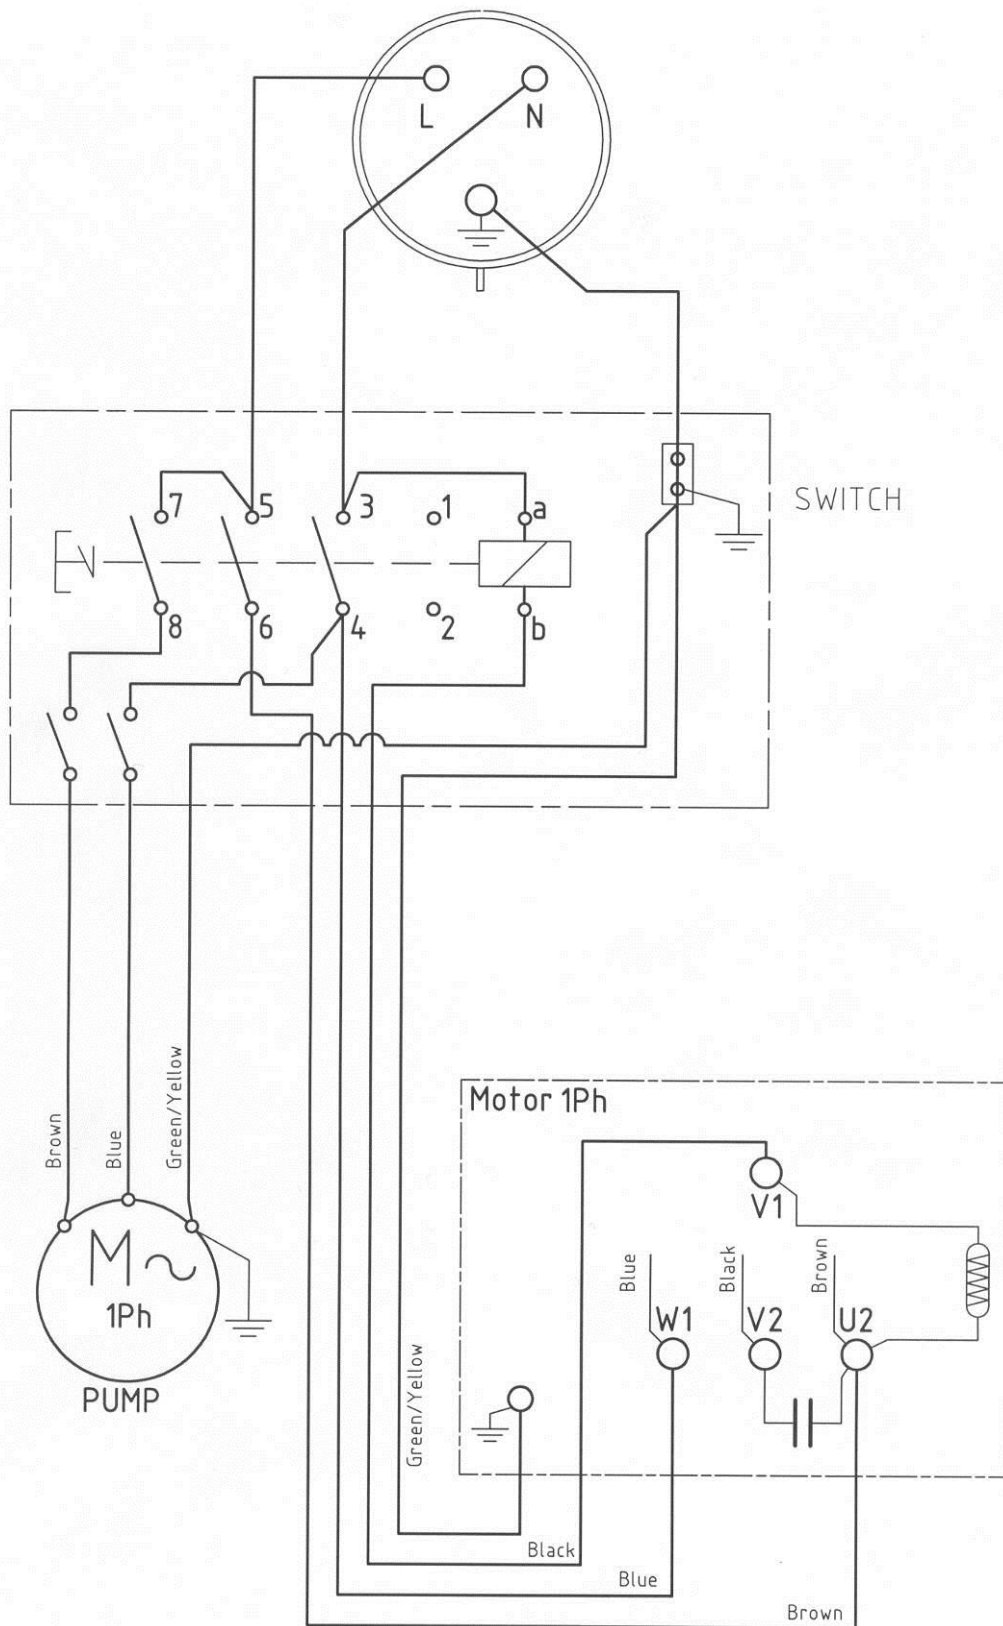 L N
SWITCH
7 5 3 1 a
8 6 4 2 b
Brown
Blue
Green/Yellow
M
1Ph
PUMP
Motor 1Ph
V1
Blue
Black
Brown
W1 V2 U2
Green/Yellow
Black
Blue
Brown